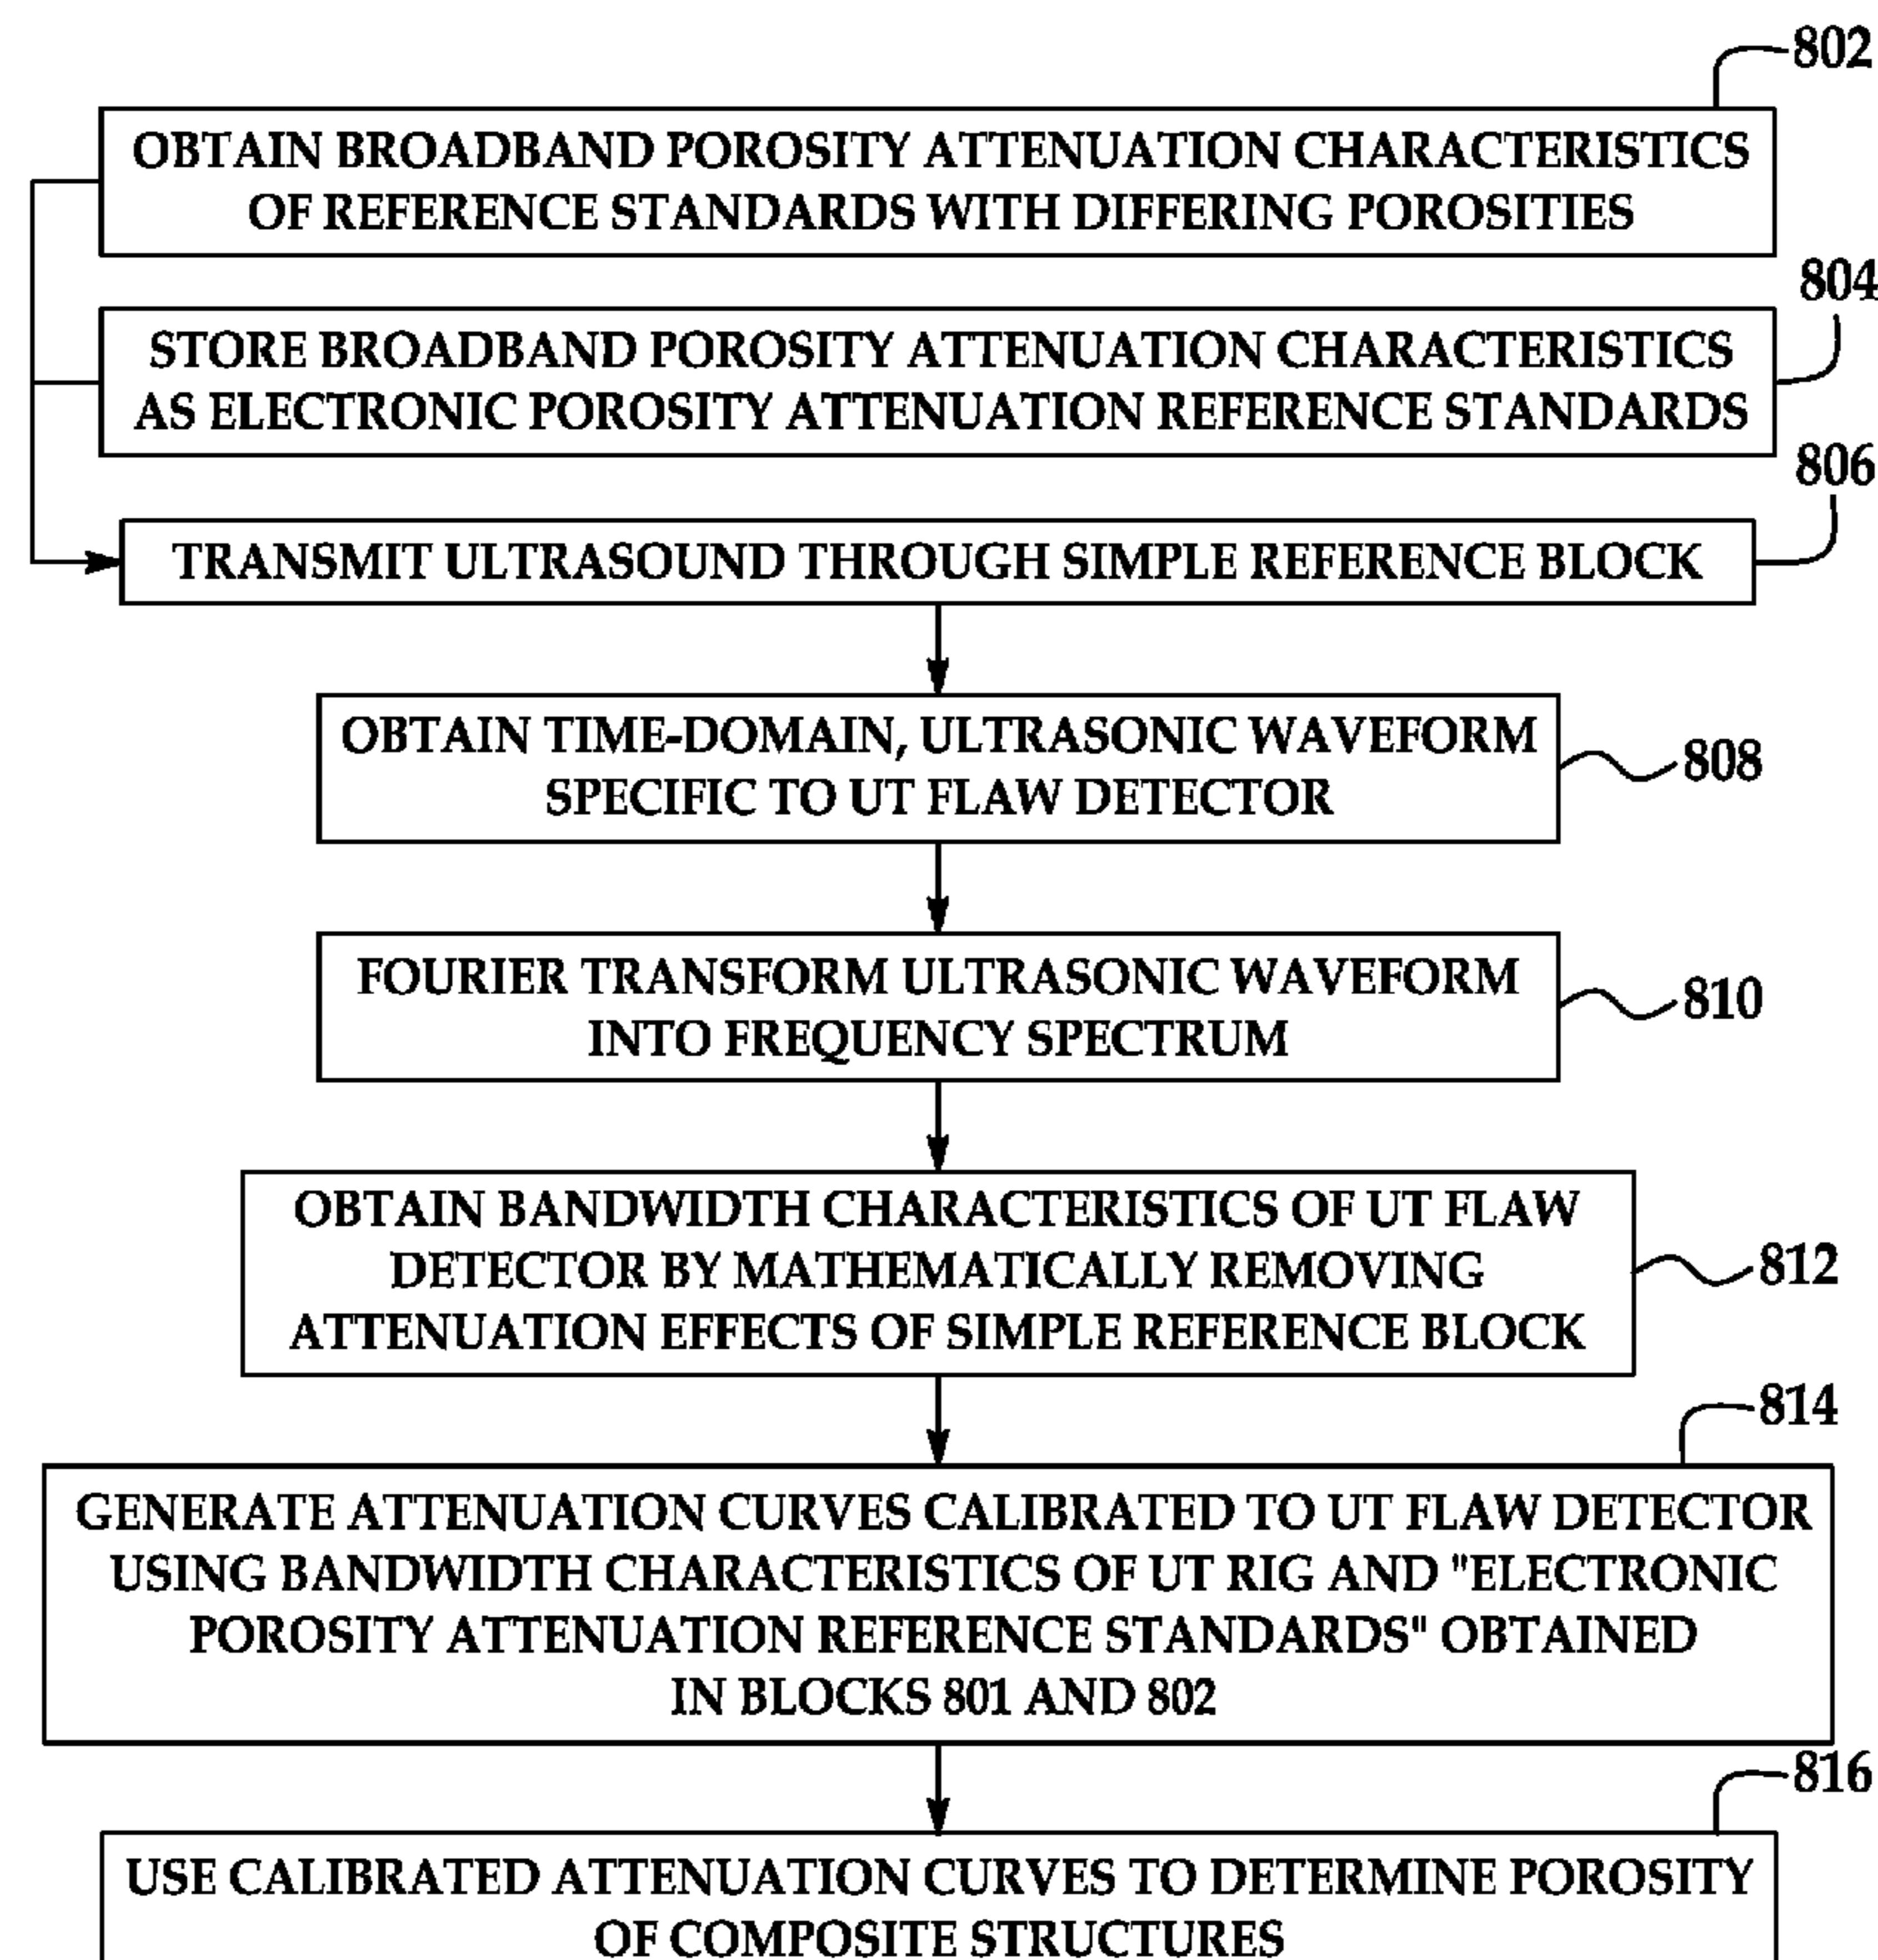 802
OBTAIN BROADBAND POROSITY ATTENUATION CHARACTERISTICS
OF REFERENCE STANDARDS WITH DIFFERING POROSITIES
804
STORE BROADBAND POROSITY ATTENUATION CHARACTERISTICS
AS ELECTRONIC POROSITY ATTENUATION REFERENCE STANDARDS
806
TRANSMIT ULTRASOUND THROUGH SIMPLE REFERENCE BLOCK
OBTAIN TIME-DOMAIN, ULTRASONIC WAVEFORM
SPECIFIC TO UT FLAW DETECTOR
808
FOURIER TRANSFORM ULTRASONIC WAVEFORM
INTO FREQUENCY SPECTRUM
810
OBTAIN BANDWIDTH CHARACTERISTICS OF UT FLAW
DETECTOR BY MATHEMATICALLY REMOVING
ATTENUATION EFFECTS OF SIMPLE REFERENCE BLOCK
812
814
GENERATE ATTENUATION CURVES CALIBRATED TO UT FLAW DETECTOR
USING BANDWIDTH CHARACTERISTICS OF UT RIG AND "ELECTRONIC
POROSITY ATTENUATION REFERENCE STANDARDS" OBTAINED
IN BLOCKS 801 AND 802
816
USE CALIBRATED ATTENUATION CURVES TO DETERMINE POROSITY
OF COMPOSITE STRUCTURES